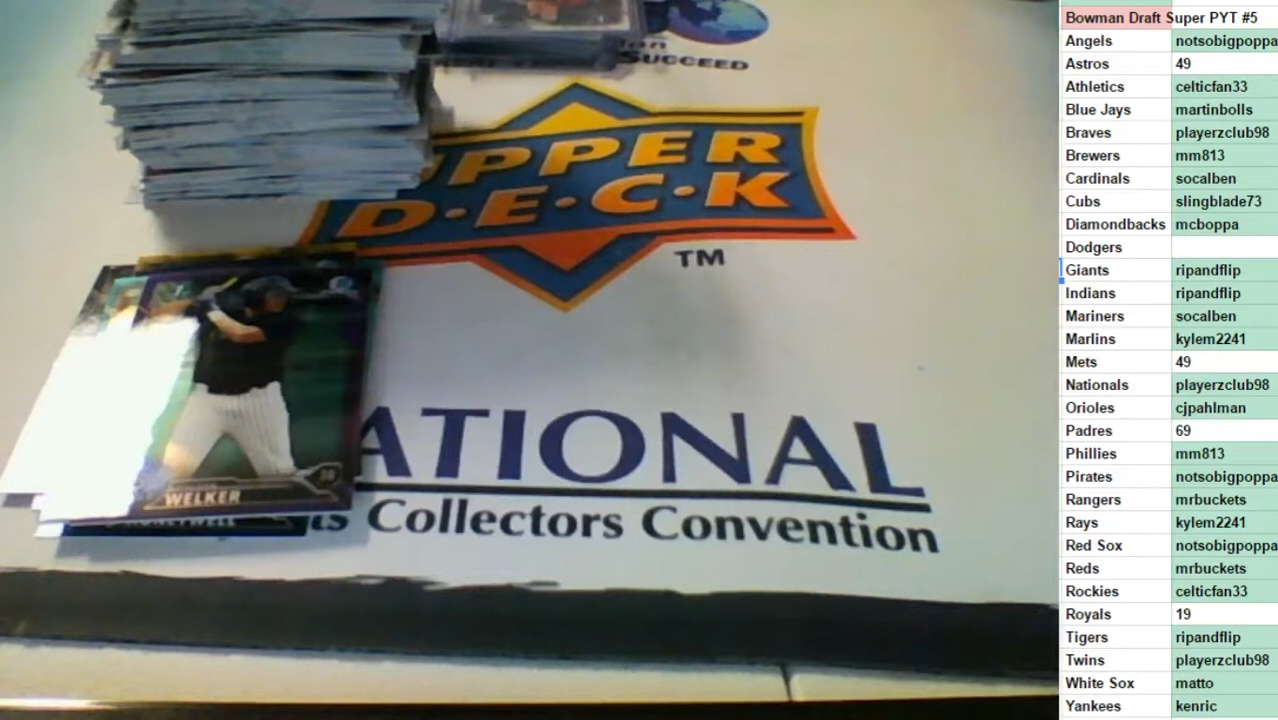 SUCCEED
UPPER
D·E·C·K
TM
WELKER
ATIONAL
ts Collectors Convention
Bowman Draft Super PYT #5
Angels notsobigpoppa
Astros 49
Athletics celticfan33
Blue Jays martinbolls
Braves playerzclub98
Brewers mm813
Cardinals socalben
Cubs slingblade73
Diamondbacks mcboppa
Dodgers
Giants ripandflip
Indians ripandflip
Mariners socalben
Marlins kylem2241
Mets 49
Nationals playerzclub98
Orioles cjpahlman
Padres 69
Phillies mm813
Pirates notsobigpoppa
Rangers mrbuckets
Rays kylem2241
Red Sox notsobigpoppa
Reds mrbuckets
Rockies celticfan33
Royals 19
Tigers ripandflip
Twins playerzclub98
White Sox matto
Yankees kenric